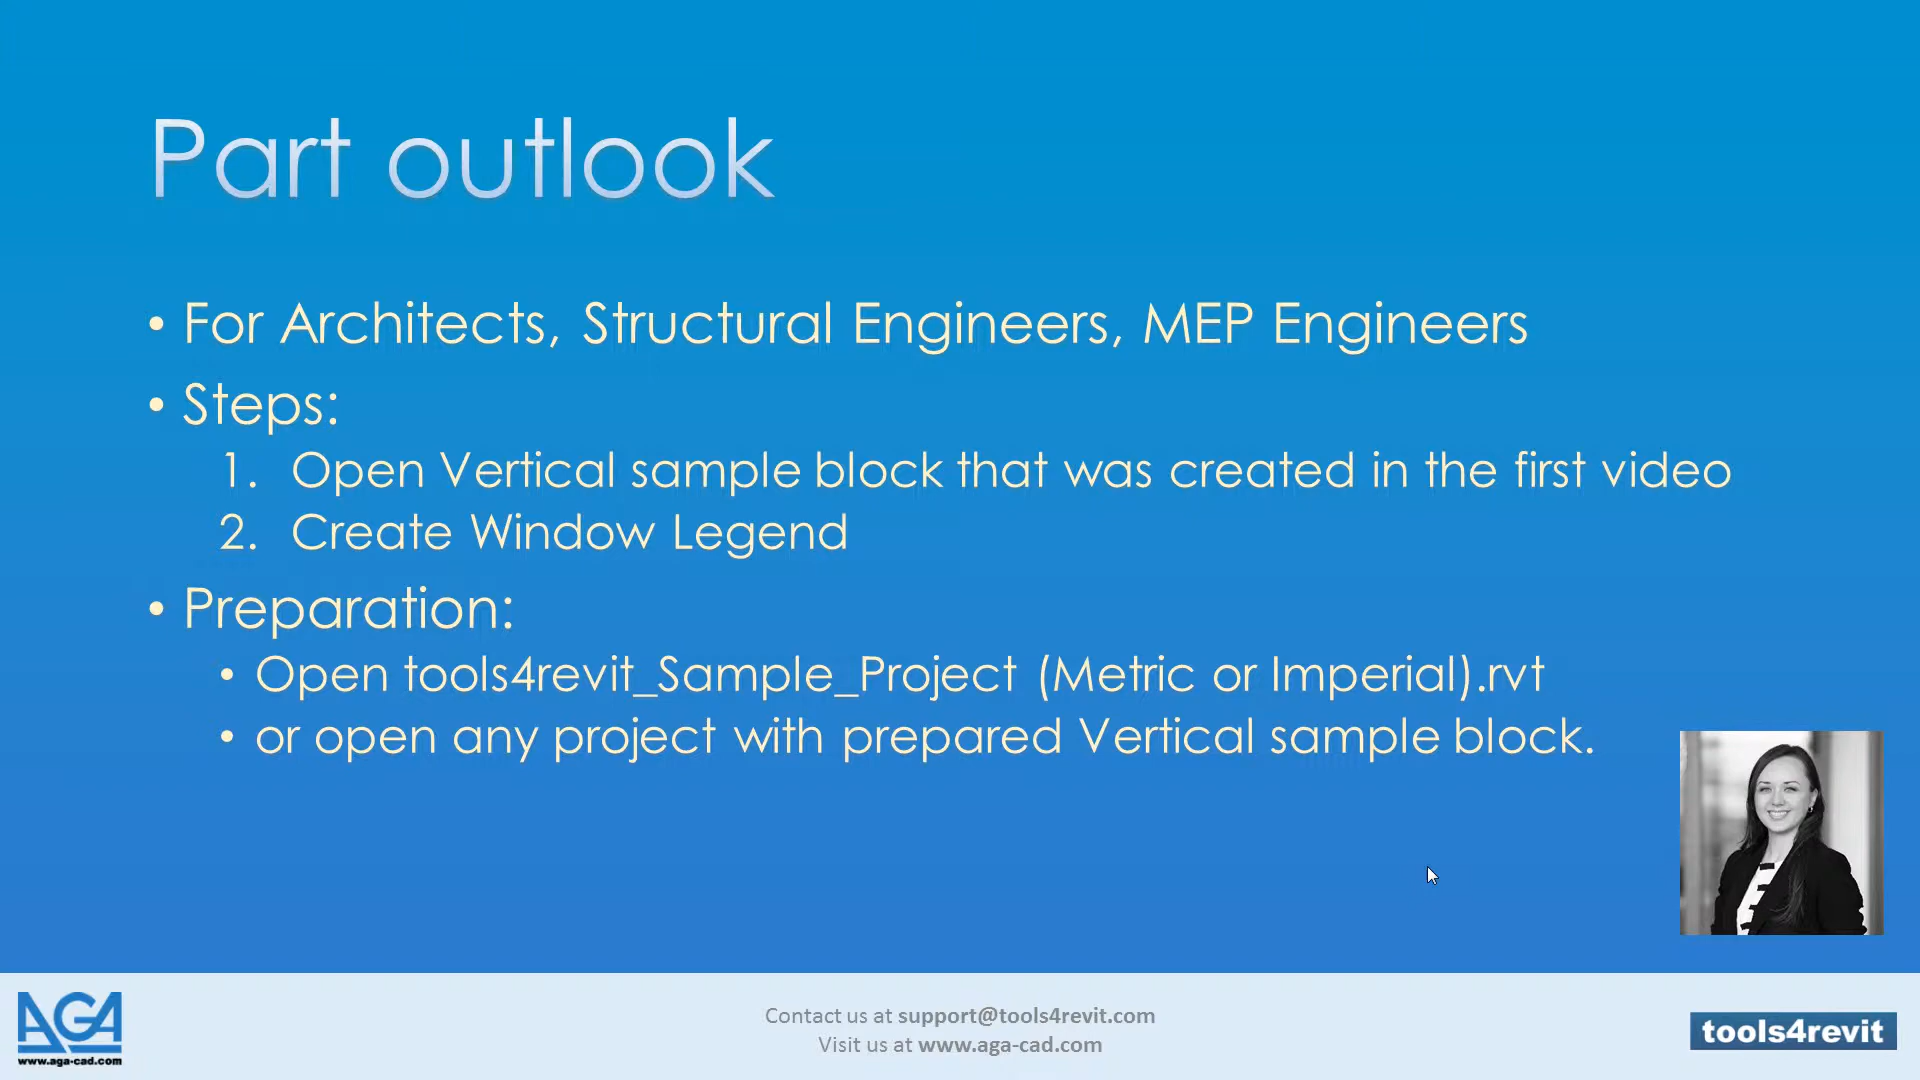 Part outlook
• For Architects, Structural Engineers, MEP Engineers
• Steps:
1. Open Vertical sample block that was created in the first video
2. Create Window Legend
• Preparation:
• Open tools4revit_Sample_Project (Metric or Imperial).rvt
• or open any project with prepared Vertical sample block.
AGA
www.aga-cad.com
Contact us at support@tools4revit.com
Visit us at www.aga-cad.com
tools4revit